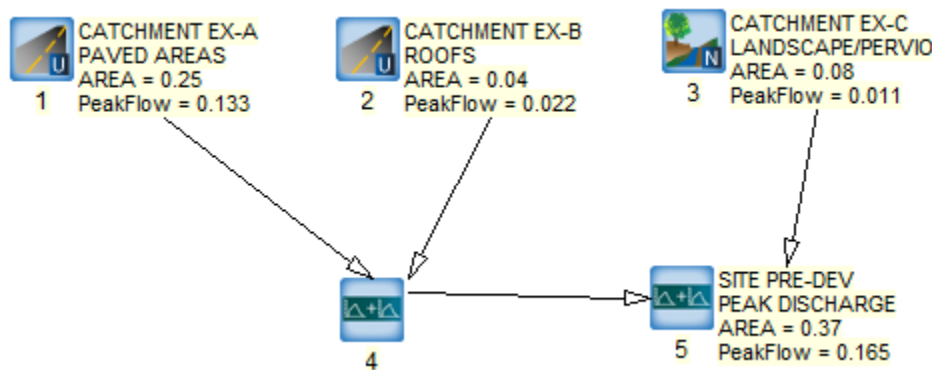 CATCHMENT EX-A
PAVED AREAS
AREA = 0.25
PeakFlow = 0.133
U
1
CATCHMENT EX-B
ROOFS
AREA = 0.04
PeakFlow = 0.022
U
2
CATCHMENT EX-C
LANDSCAPE/PERVIO
AREA = 0.08
PeakFlow = 0.011
N
3
4
SITE PRE-DEV
PEAK DISCHARGE
AREA = 0.37
PeakFlow = 0.165
5